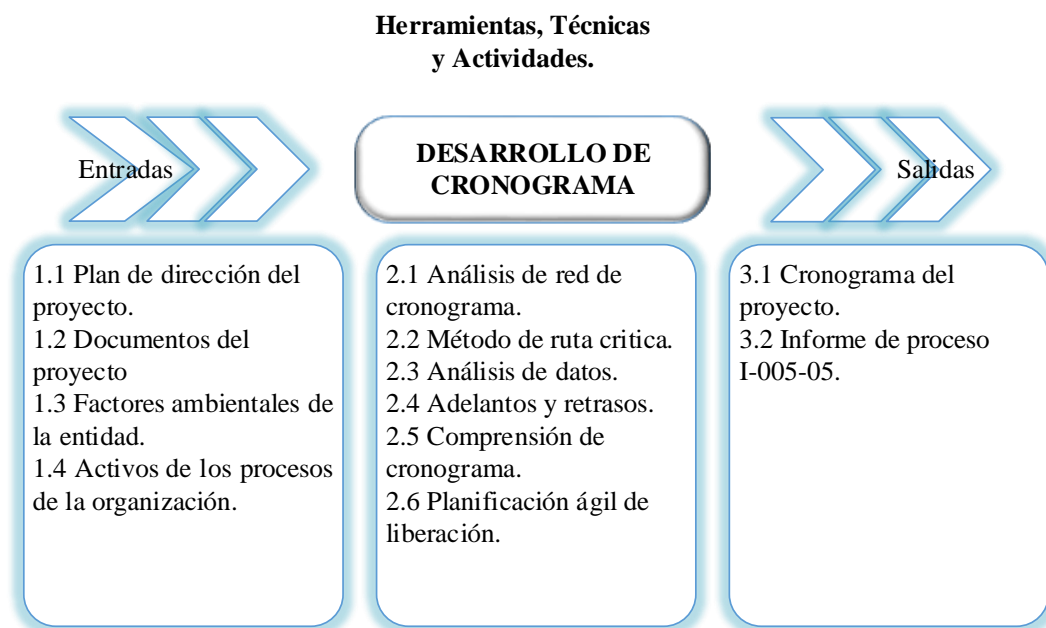 Herramientas, Técnicas
y Actividades.
Entradas
DESARROLLO DE
CRONOGRAMA
Salidas
1.1 Plan de dirección del
proyecto.
1.2 Documentos del
proyecto
1.3 Factores ambientales de
la entidad.
1.4 Activos de los procesos
de la organización.
2.1 Análisis de red de
cronograma.
2.2 Método de ruta critica.
2.3 Análisis de datos.
2.4 Adelantos y retrasos.
2.5 Comprensión de
cronograma.
2.6 Planificación ágil de
liberación.
3.1 Cronograma del
proyecto.
3.2 Informe de proceso
I-005-05.